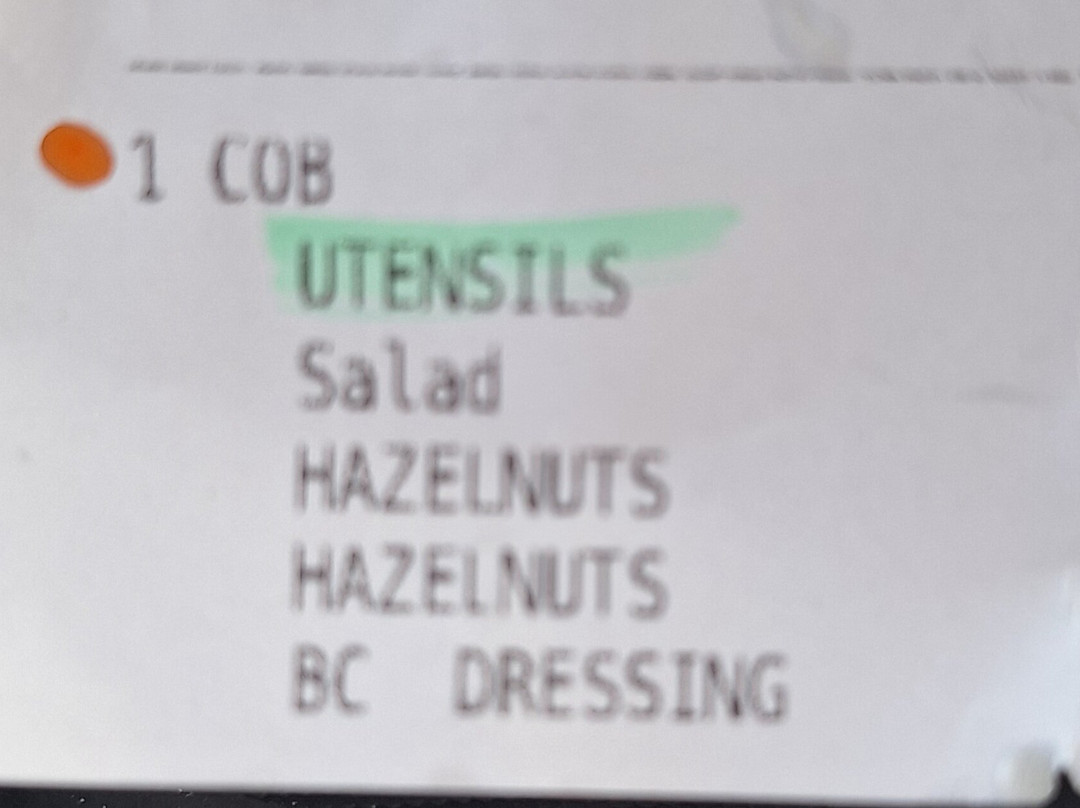 1 COB
UTENSILS
Salad
HAZELNUTS
HAZELNUTS
BC DRESSING